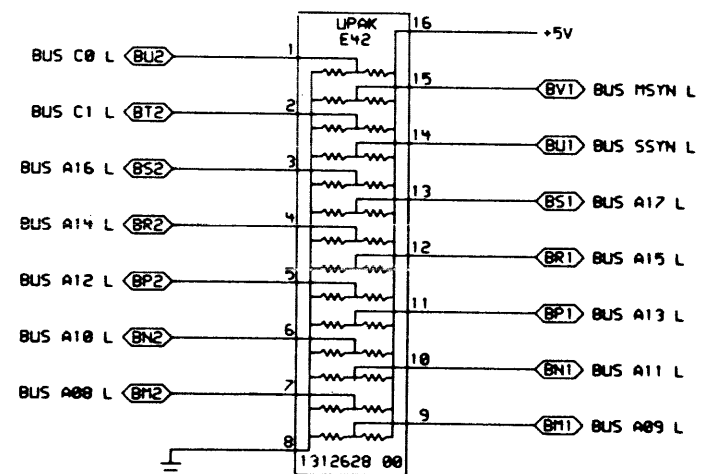 UPAK
E42
16
+5V
BUS C0 L BU2 1
15 BV1 BUS MSYN L
BUS C1 L BT2 2
14 BU1 BUS SSYN L
BUS A16 L BS2 3
13 BS1 BUS A17 L
BUS A14 L BR2 4
12 BR1 BUS A15 L
BUS A12 L BP2 5
11 BP1 BUS A13 L
BUS A10 L BN2 6
10 BN1 BUS A11 L
BUS A08 L BM2 7
9 BM1 BUS A09 L
8
1312628 00